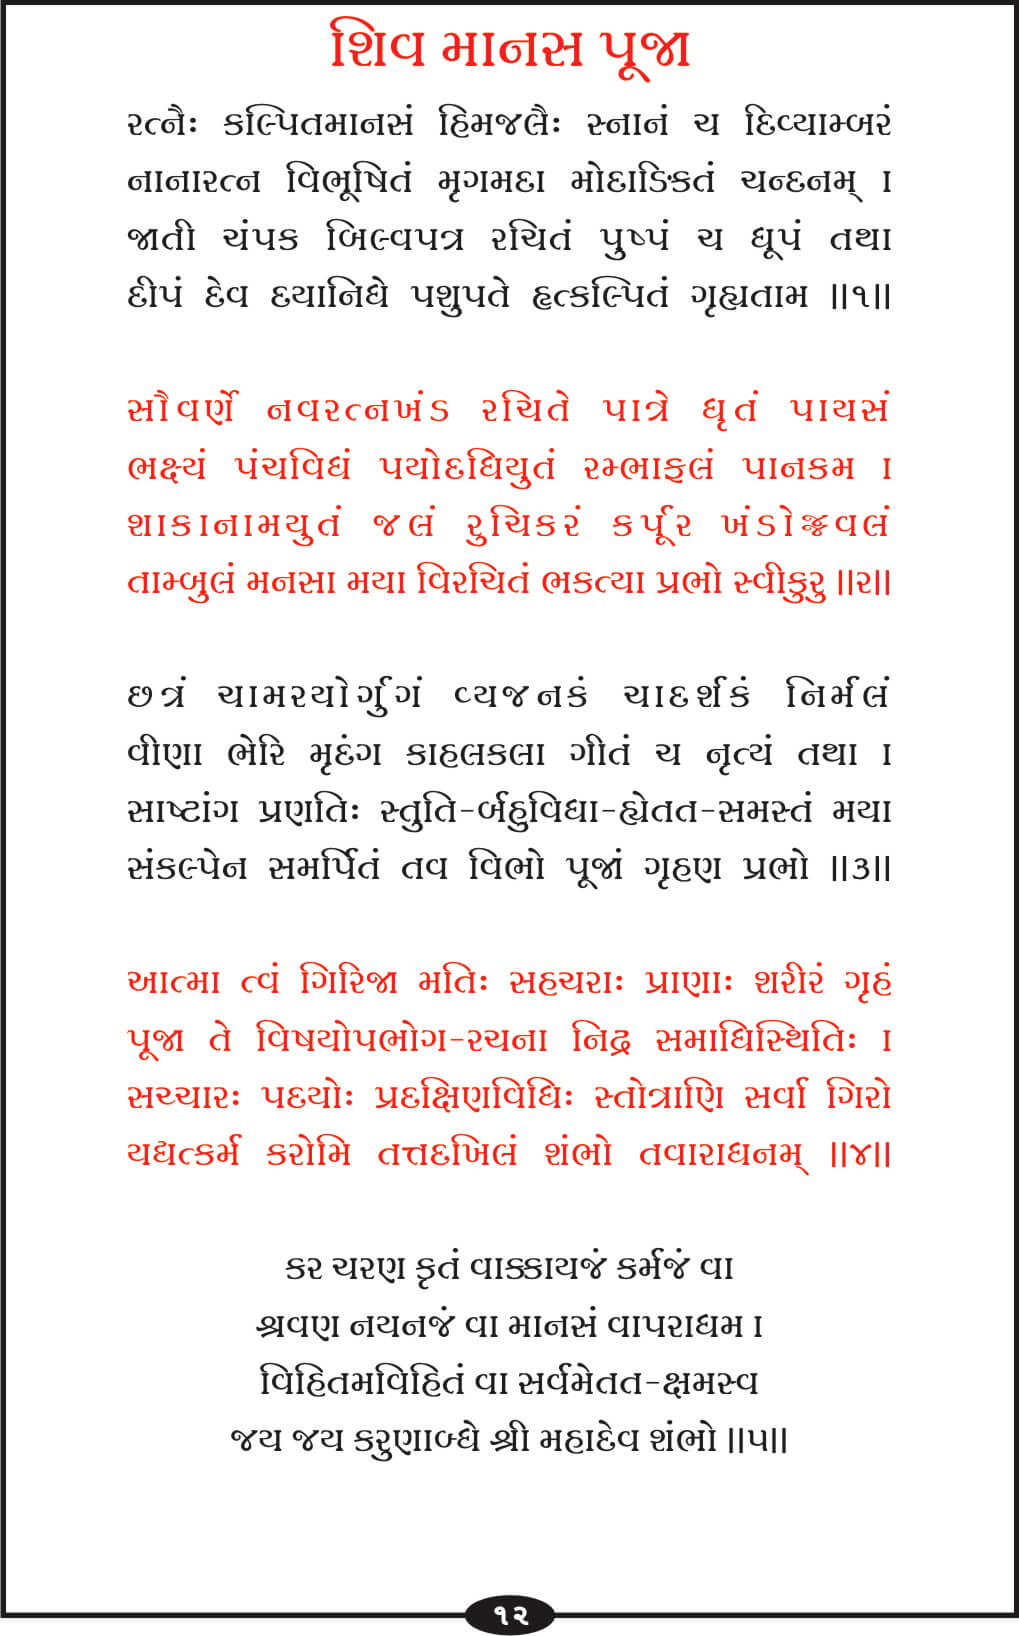 શિવ માનસ પૂજા
રત્નૈઃ કલ્પિતમાનસં હિમજલૈઃ સ્નાનં ચ દિવ્યામ્બરં
નાનારત્ન વિભૂષિતં મૃગમદા મોદાઙિકતં ચન્દનમ્ ।
જાતી ચંપક બિલ્વપત્ર રચિતં પુષ્પં ચ ધૂપં તથા
દીપં દેવ દયાનિધે પશુપતે હૃત્કલ્પિતં ગૃહ્યતામ ॥૧॥
સૌવર્ણે નવરત્નખંડ રચિતે પાત્રે ધૃતં પાયસં
ભક્ષ્યં પંચવિધં પયોદધિયુતં રમ્ભાફલં પાનકમ ।
શાકાનામયુતં જલં રુચિકરં કર્પૂર ખંડોજ્જ્વલં
તામ્બુલં મનસા મયા વિરચિતં ભકત્યા પ્રભો સ્વીકુરુ ॥ર॥
છત્રં ચામરયોર્ગુગં વ્યજનકં ચાદર્શકં નિર્મલં
વીણા ભેરિ મૃદંગ કાહલકલા ગીતં ચ નૃત્યં તથા ।
સાષ્ટાંગ પ્રણતિઃ સ્તુતિ-ર્બહુવિધા-હ્યેતત-સમસ્તં મયા
સંકલ્પેન સમર્પિતં તવ વિભો પૂજાં ગૃહણ પ્રભો ॥૩॥
આત્મા ત્વં ગિરિજા મતિઃ સહચરાઃ પ્રાણાઃ શરીરં ગૃહં
પૂજા તે વિષયોપભોગ-રચના નિદ્ર સમાધિસ્થિતિઃ ।
સચ્ચારઃ પદયોઃ પ્રદક્ષિણવિધિઃ સ્તોત્રાણિ સર્વા ગિરો
યદ્યત્કર્મ કરોમિ તત્તદખિલં શંભો તવારાધનમ્ ॥૪॥
કર ચરણ કૃતં વાક્કાયજં કર્મજં વા
શ્રવણ નયનજં વા માનસં વાપરાધમ ।
વિહિતમવિહિતં વા સર્વમેતત-ક્ષમસ્વ
જય જય કરુણાબ્ધે શ્રી મહાદેવ શંભો ॥૫॥
૧૨